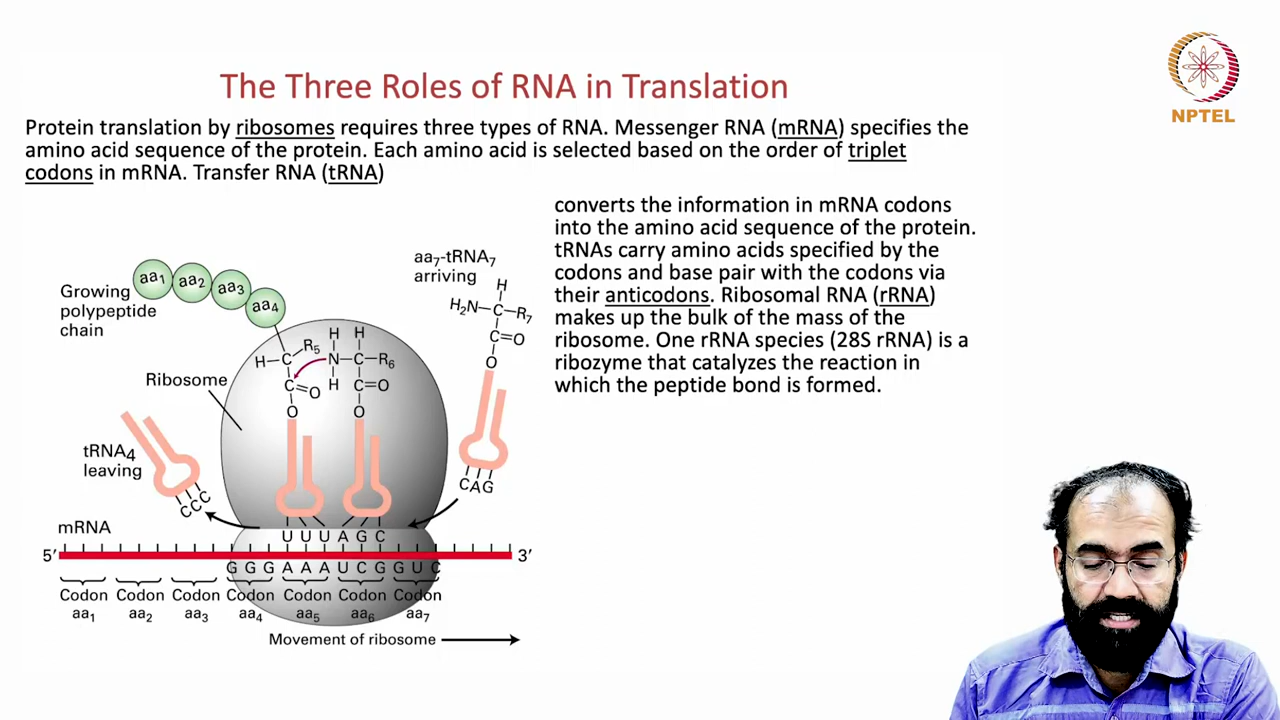 The Three Roles of RNA in Translation
NPTEL
Protein translation by ribosomes requires three types of RNA. Messenger RNA (mRNA) specifies the
amino acid sequence of the protein. Each amino acid is selected based on the order of triplet
codons in mRNA. Transfer RNA (tRNA)
converts the information in mRNA codons
into the amino acid sequence of the protein.
tRNAs carry amino acids specified by the
codons and base pair with the codons via
their anticodons. Ribosomal RNA (rRNA)
makes up the bulk of the mass of the
ribosome. One rRNA species (28S rRNA) is a
ribozyme that catalyzes the reaction in
which the peptide bond is formed.
aa1 aa2 aa3 aa4
Growing
polypeptide
chain
aa7-tRNA7
arriving
H
H2N–C–R7
C=O
O
H H
H–C R5 N–C–R6
C=O H C=O
O O
Ribosome
tRNA4
leaving
CCC
CAG
mRNA
U U U A G C
5′ 3′
G G G A A A U C G G U C
Codon Codon Codon Codon Codon Codon Codon
aa1 aa2 aa3 aa4 aa5 aa6 aa7
Movement of ribosome